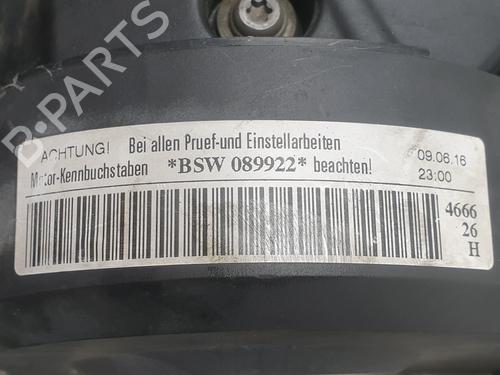 B-PARTS
ACHTUNG! Bei allen Pruef-und Einstellarbeiten 09.06.16
Motor-Kennbuchstaben *BSW 089922* beachten! 23:00
4666
26
H